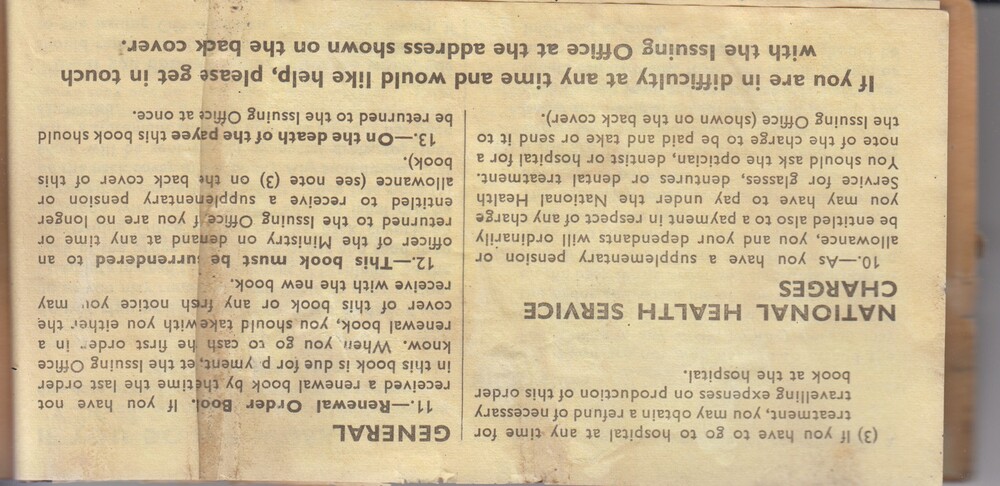 (3) If you have to go to hospital at any time for
treatment, you may obtain a refund of necessary
travelling expenses on production of this order
book at the hospital.
NATIONAL HEALTH SERVICE
CHARGES
10.—As you have a supplementary pension or
allowance, you and your dependants will ordinarily
be entitled also to a payment in respect of any charge
you may have to pay under the National Health
Service for glasses, dentures or dental treatment.
You should ask the optician, dentist or hospital for a
note of the charge to be paid and take or send it to
the Issuing Office (shown on the back cover).
GENERAL
11.—Renewal Order Book. If you have not
received a renewal book by the time the last order
in this book is due for payment, let the Issuing Office
know. When you go to cash the first order in a
renewal book, you should take with you either the
cover of this book or any fresh notice you may
receive with the new book.
12.—This book must be surrendered to an
officer of the Ministry on demand at any time or
returned to the Issuing Office if you are no longer
entitled to receive a supplementary pension or
allowance (see note (3) on the back cover of this
book).
13.—On the death of the payee this book should
be returned to the Issuing Office at once.
If you are in difficulty at any time and would like help, please get in touch
with the Issuing Office at the address shown on the back cover.